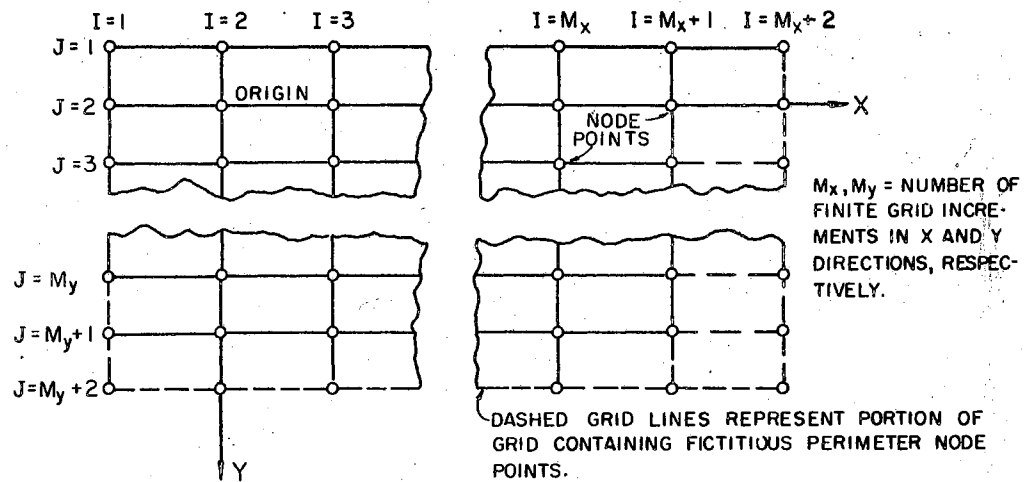 I = 1 I = 2 I = 3 I = Mx I = Mx + 1 I = Mx + 2
J = 1
J = 2 ORIGIN X
NODE
POINTS
J = 3
Mx, My = NUMBER OF
FINITE GRID INCRE-
MENTS IN X AND Y
DIRECTIONS, RESPEC-
TIVELY.
J = My
J = My+1
J = My+2
DASHED GRID LINES REPRESENT PORTION OF
GRID CONTAINING FICTITIOUS PERIMETER NODE
POINTS.
Y